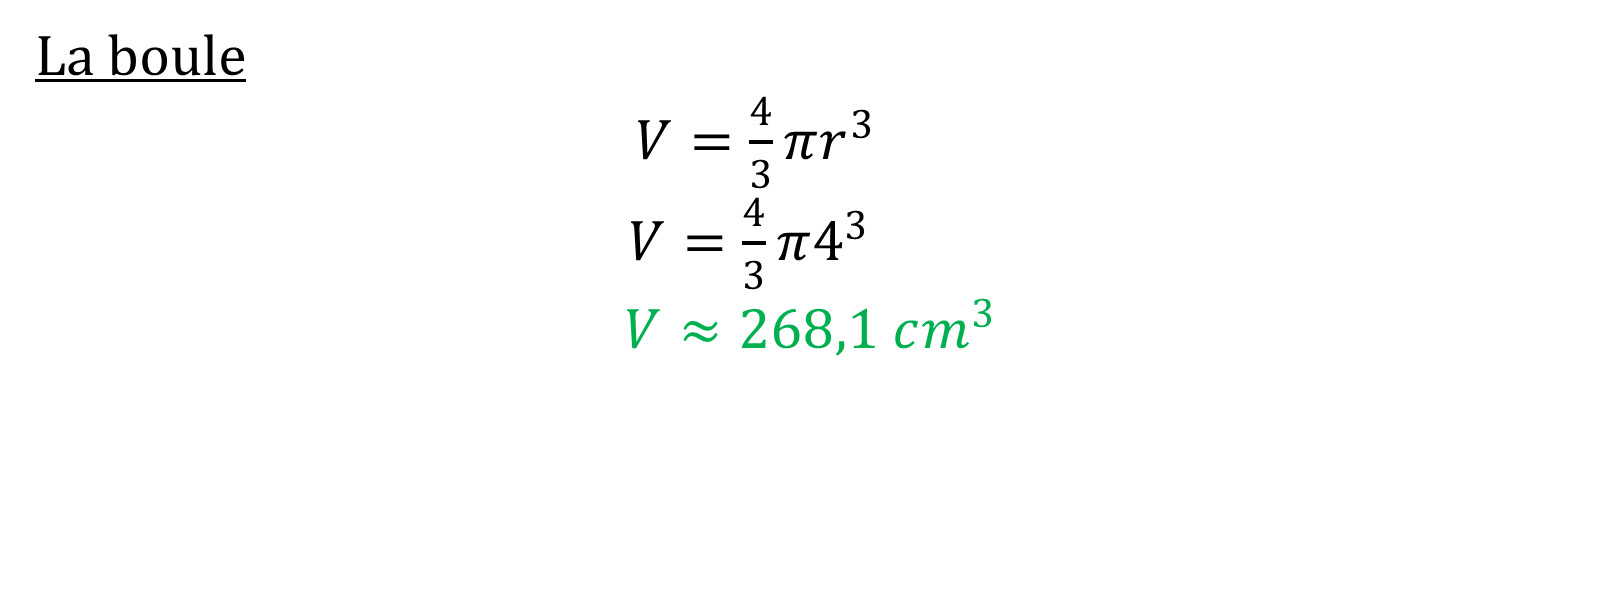 La boule
V = 4/3 πr³
V = 4/3 π4³
V ≈ 268,1 cm³